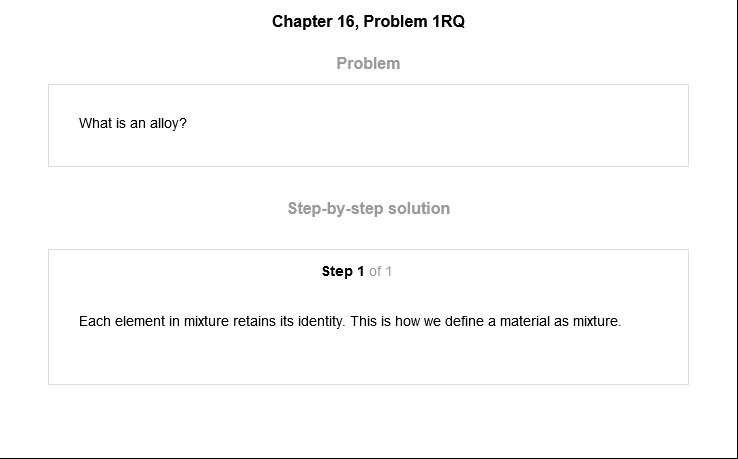 Chapter 16, Problem 1RQ
Problem
What is an alloy?
Step-by-step solution
Step 1 of 1
Each element in mixture retains its identity. This is how we define a material as mixture.